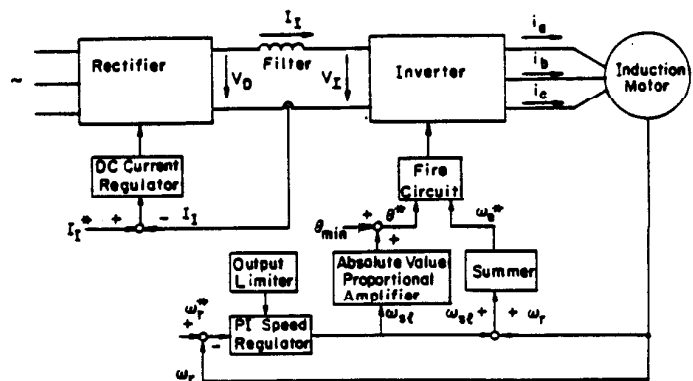 I_I
i_a
Rectifier
Filter
Inverter
i_b
Induction
Motor
~
V_D
V_I
i_c
DC Current
Regulator
Fire
Circuit
I_I* + - I_I
θ_min + θ* ω_e*
+
Output
Limiter
Absolute Value
Proportional
Amplifier
Summer
ω_r*
+
PI Speed
Regulator
-
ω_sℓ
ω_sℓ + + ω_r
ω_r